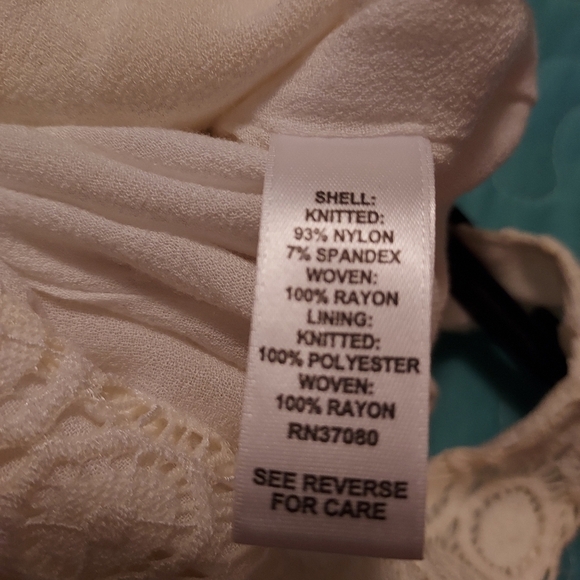 SHELL:
KNITTED:
93% NYLON
7% SPANDEX
WOVEN:
100% RAYON
LINING:
KNITTED:
100% POLYESTER
WOVEN:
100% RAYON
RN37080
SEE REVERSE
FOR CARE